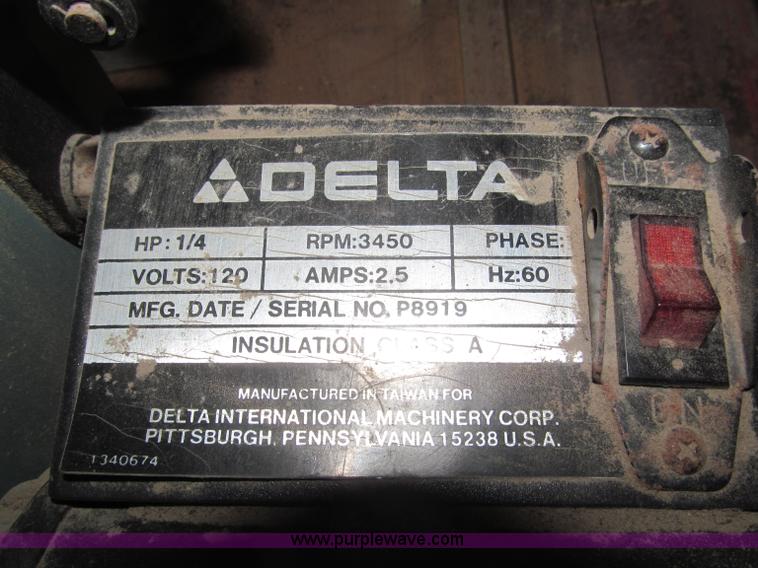 DELTA
HP: 1/4 RPM:3450 PHASE:
VOLTS:120 AMPS:2.5 Hz:60
MFG. DATE / SERIAL NO. P8919
INSULATION CLASS A
MANUFACTURED IN TAIWAN FOR
DELTA INTERNATIONAL MACHINERY CORP.
PITTSBURGH, PENNSYLVANIA 15238 U.S.A.
1340674
OFF
ON
www.purplewave.com